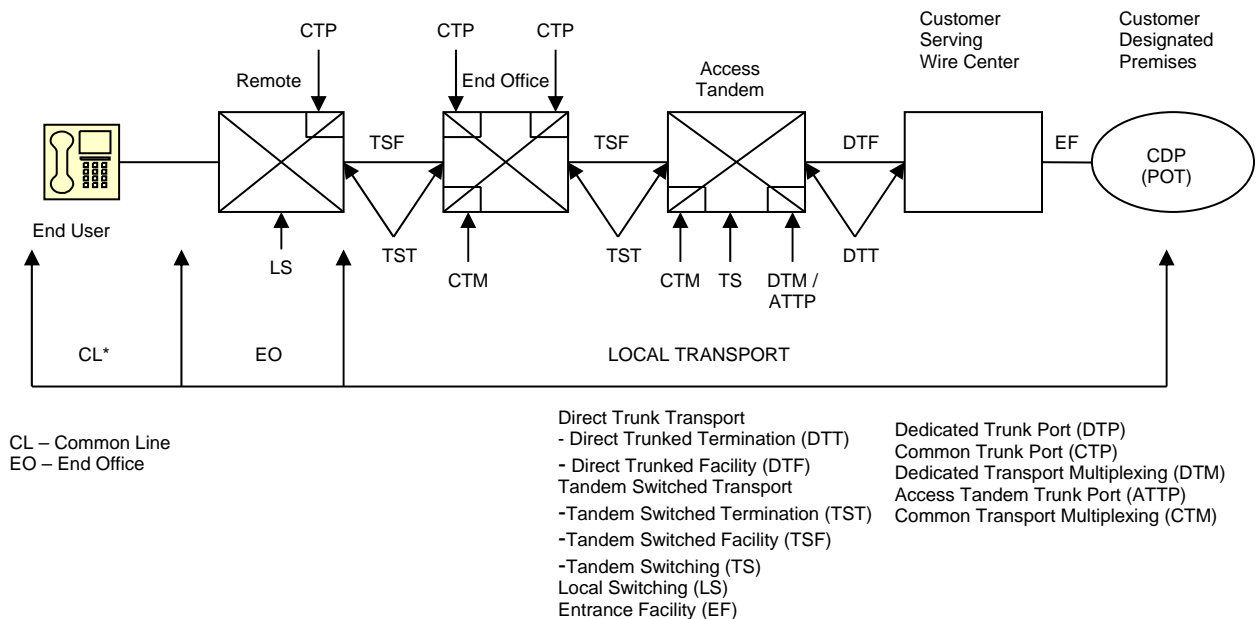 CTP
CTP
CTP
Customer
Serving
Wire Center
Customer
Designated
Premises
Remote
End Office
Access
Tandem
TSF
TSF
DTF
EF
CDP
(POT)
End User
LS
TST
CTM
TST
CTM
TS
DTM /
ATTP
DTT
CL*
EO
LOCAL TRANSPORT
CL – Common Line
EO – End Office
Direct Trunk Transport
- Direct Trunked Termination (DTT)
- Direct Trunked Facility (DTF)
Tandem Switched Transport
-Tandem Switched Termination (TST)
-Tandem Switched Facility (TSF)
-Tandem Switching (TS)
Local Switching (LS)
Entrance Facility (EF)
Dedicated Trunk Port (DTP)
Common Trunk Port (CTP)
Dedicated Transport Multiplexing (DTM)
Access Tandem Trunk Port (ATTP)
Common Transport Multiplexing (CTM)